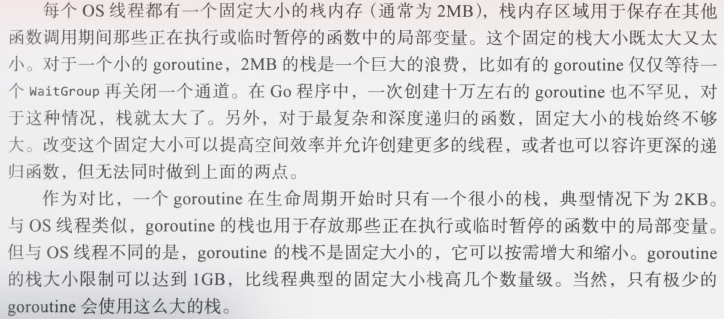 每个 OS 线程都有一个固定大小的栈内存（通常为 2MB），栈内存区域用于保存在其他
函数调用期间那些正在执行或临时暂停的函数中的局部变量。这个固定的栈大小既太大又太
小。对于一个小的 goroutine，2MB 的栈是一个巨大的浪费，比如有的 goroutine 仅仅等待一
个 WaitGroup 再关闭一个通道。在 Go 程序中，一次创建十万左右的 goroutine 也不罕见，对
于这种情况，栈就太大了。另外，对于最复杂和深度递归的函数，固定大小的栈始终不够
大。改变这个固定大小可以提高空间效率并允许创建更多的线程，或者也可以容许更深的递
归函数，但无法同时做到上面的两点。
作为对比，一个 goroutine 在生命周期开始时只有一个很小的栈，典型情况下为 2KB。
与 OS 线程类似，goroutine 的栈也用于存放那些正在执行或临时暂停的函数中的局部变量。
但与 OS 线程不同的是，goroutine 的栈不是固定大小的，它可以按需增大和缩小。goroutine
的栈大小限制可以达到 1GB，比线程典型的固定大小栈高几个数量级。当然，只有极少的
goroutine 会使用这么大的栈。